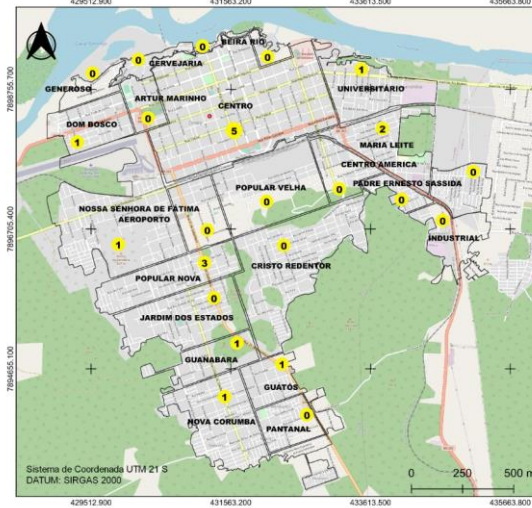 429512.900 431563.200 433613.500 435663.800
7898755.700
7896705.400
7894655.100
0 BEIRA RIO
0 CERVEJARIA 0
0 GENEROSO 1
ARTUR MARINHO UNIVERSITÁRIO
CENTRO
DOM BOSCO 0
1 5 2
MARIA LEITE
CENTRO AMERICA
POPULAR VELHA PADRE ERNESTO SASSIDA 0
0 0 0
NOSSA SENHORA DE FÁTIMA
AEROPORTO 0 0
INDUSTRIAL
1 0
3 CRISTO REDENTOR
POPULAR NOVA
0
JARDIM DOS ESTADOS
1
GUANABARA 1
GUATÓS
1
NOVA CORUMBA 0
PANTANAL
Sistema de Coordenada UTM 21 S
DATUM: SIRGAS 2000
0 250 500 m
429512.900 431563.200 433613.500 435663.800